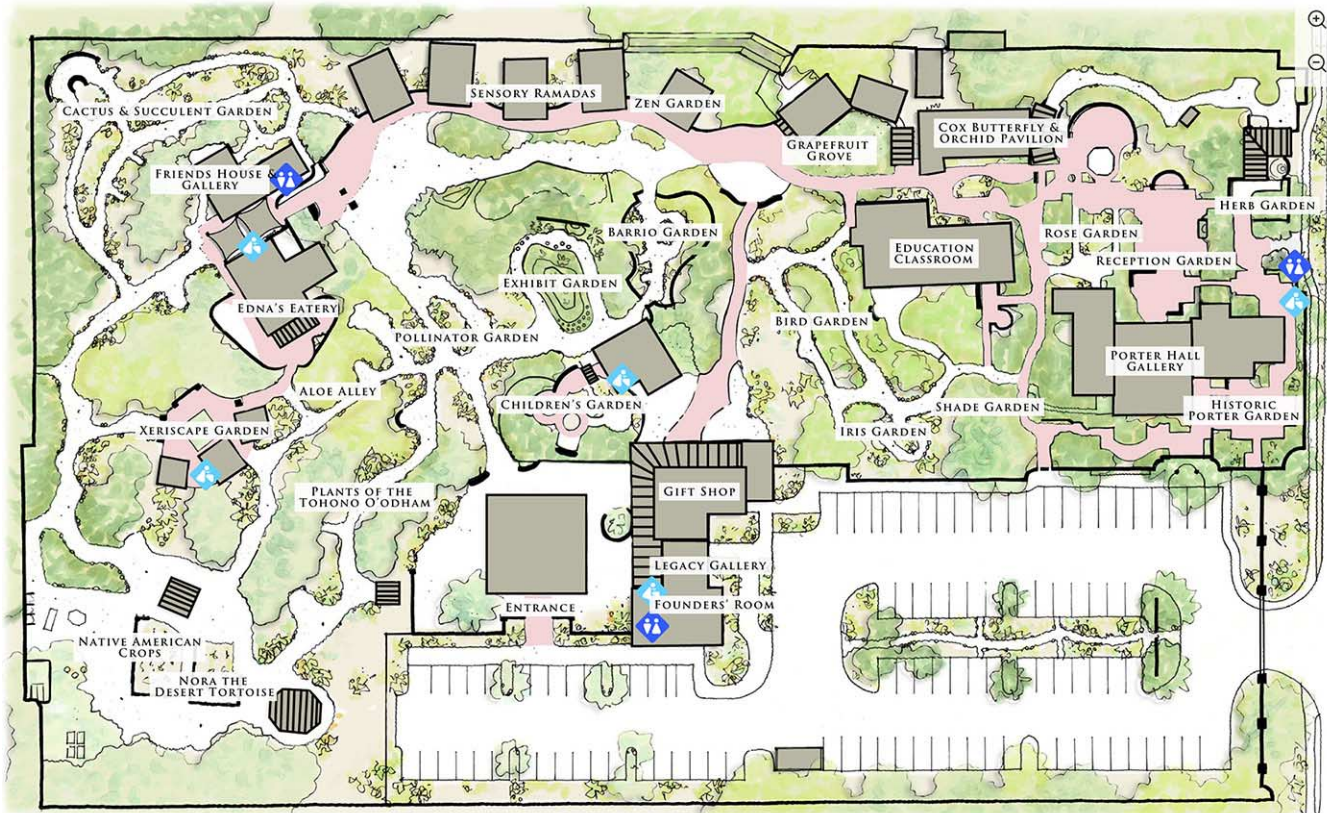 Sensory Ramadas
Zen Garden
Cactus & Succulent Garden
Cox Butterfly &
Orchid Pavilion
Grapefruit
Grove
Friends House &
Gallery
Herb Garden
Barrio Garden
Rose Garden
Education
Classroom
Reception Garden
Exhibit Garden
Edna's Eatery
Bird Garden
Pollinator Garden
Porter Hall
Gallery
Aloe Alley
Children's Garden
Shade Garden
Historic
Porter Garden
Xeriscape Garden
Iris Garden
Plants of the
Tohono O'odham
Gift Shop
Legacy Gallery
Entrance
Founders' Room
Native American
Crops
Nora the
Desert Tortoise